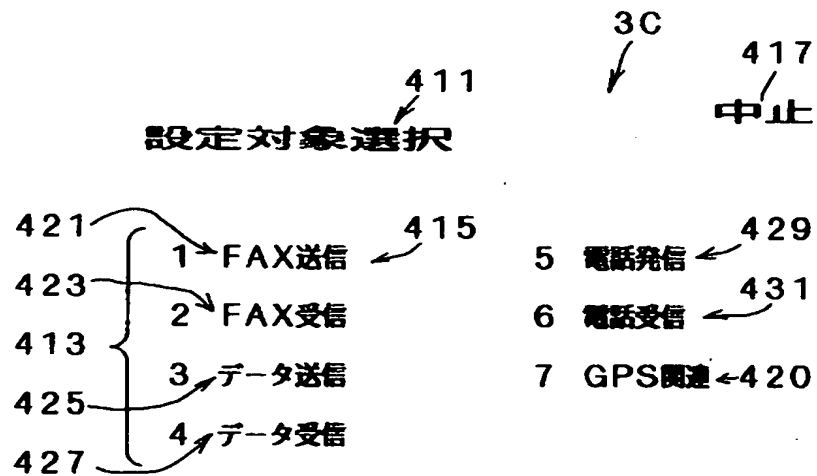 3C
411
417
設定対象選択
中止
421
415
429
1 FAX送信
5 電話発信
423
431
2 FAX受信
6 電話受信
413
3 データ送信
7 GPS関連
420
425
4 データ受信
427